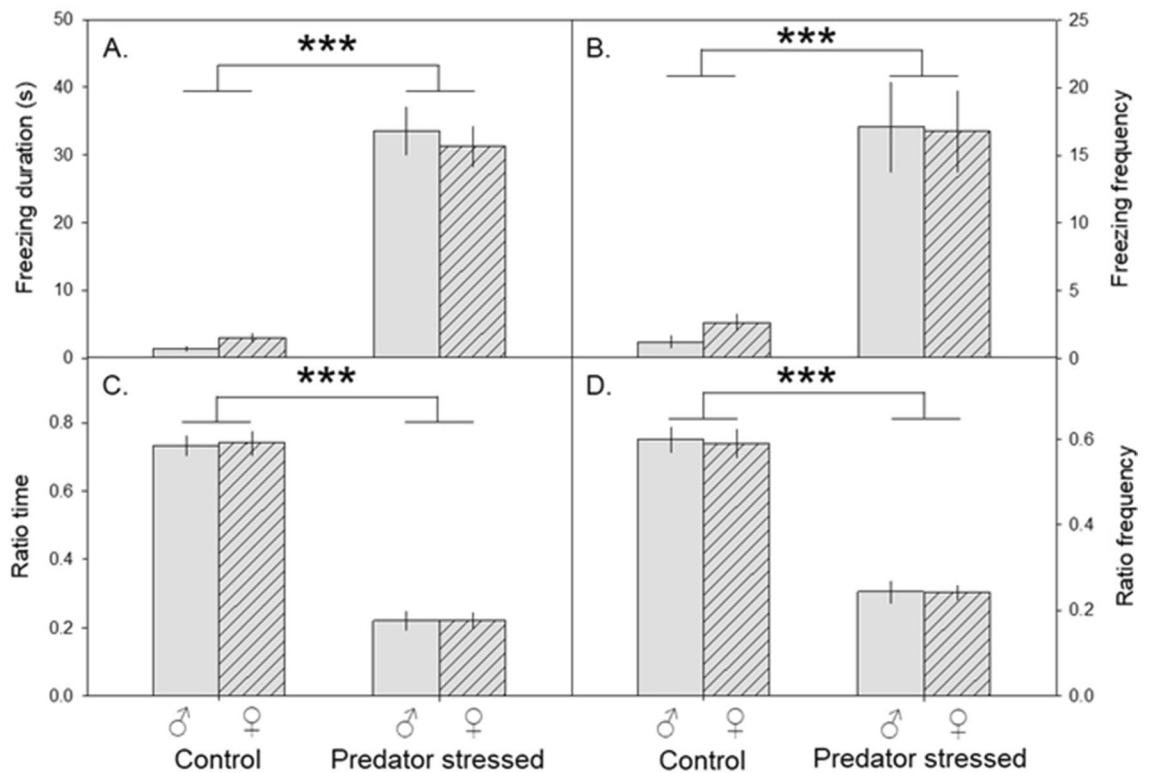 50
40
30
20
10
0
Freezing duration (s)
A.
***
B.
***
25
20
15
10
5
0
Freezing frequency
0.8
0.6
0.4
0.2
0.0
Ratio time
C.
***
D.
***
0.6
0.4
0.2
0.0
Ratio frequency
♂ ♀ ♂ ♀ ♂ ♀ ♂ ♀
Control Predator stressed Control Predator stressed